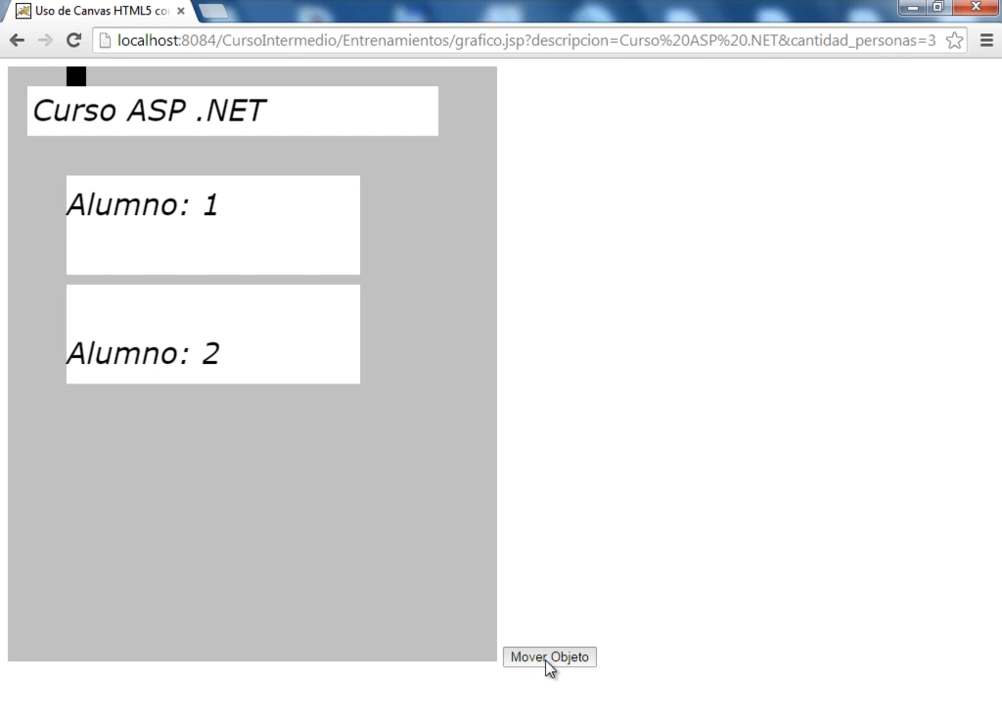 Uso de Canvas HTML5 co
localhost:8084/CursoIntermedio/Entrenamientos/grafico.jsp?descripcion=Curso%20ASP%20.NET&cantidad_personas=3
Curso ASP .NET
Alumno: 1
Alumno: 2
Mover Objeto